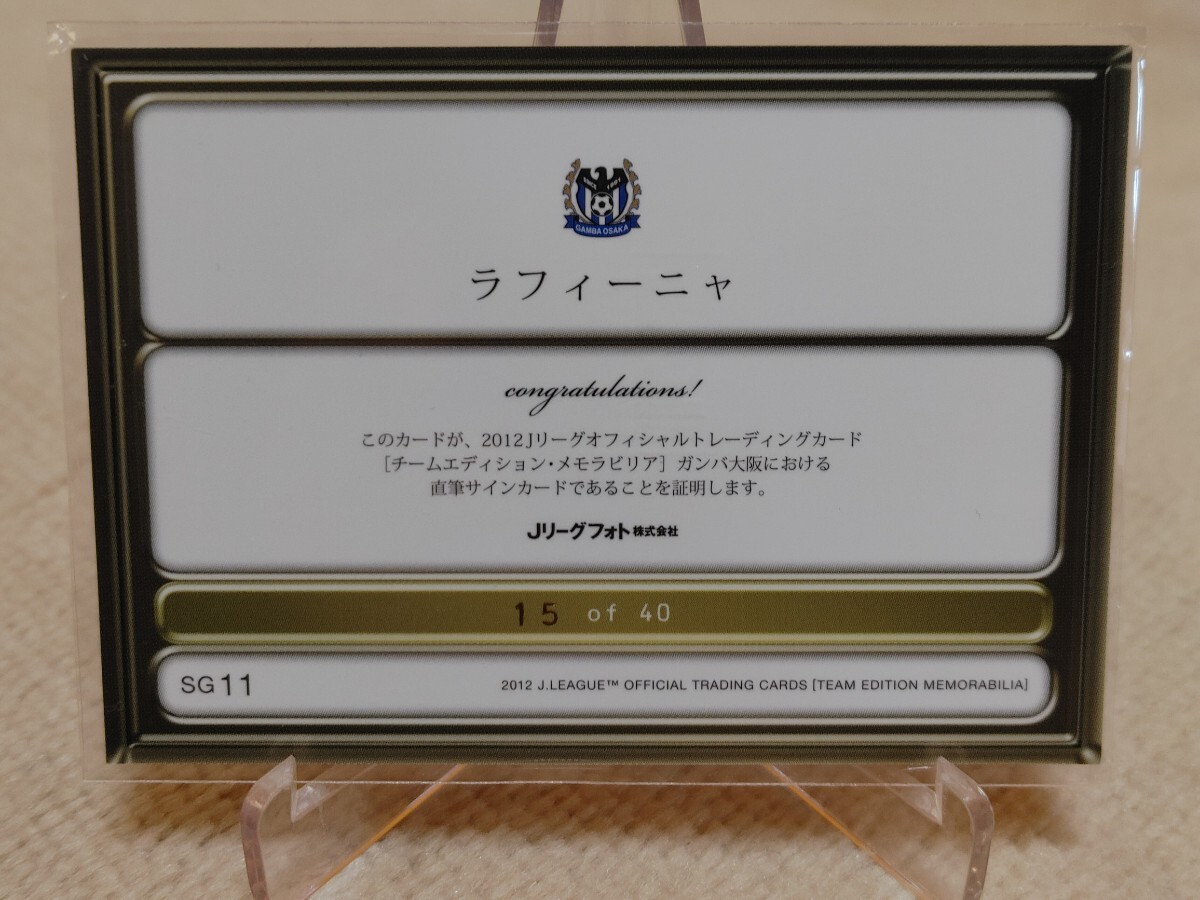 GAMBA OSAKA
ラフィーニャ
congratulations!
このカードが、2012Jリーグオフィシャルトレーディングカード
[チームエディション・メモラビリア] ガンバ大阪における
直筆サインカードであることを証明します。
Jリーグフォト株式会社
15 of 40
SG11
2012 J.LEAGUE™ OFFICIAL TRADING CARDS [TEAM EDITION MEMORABILIA]